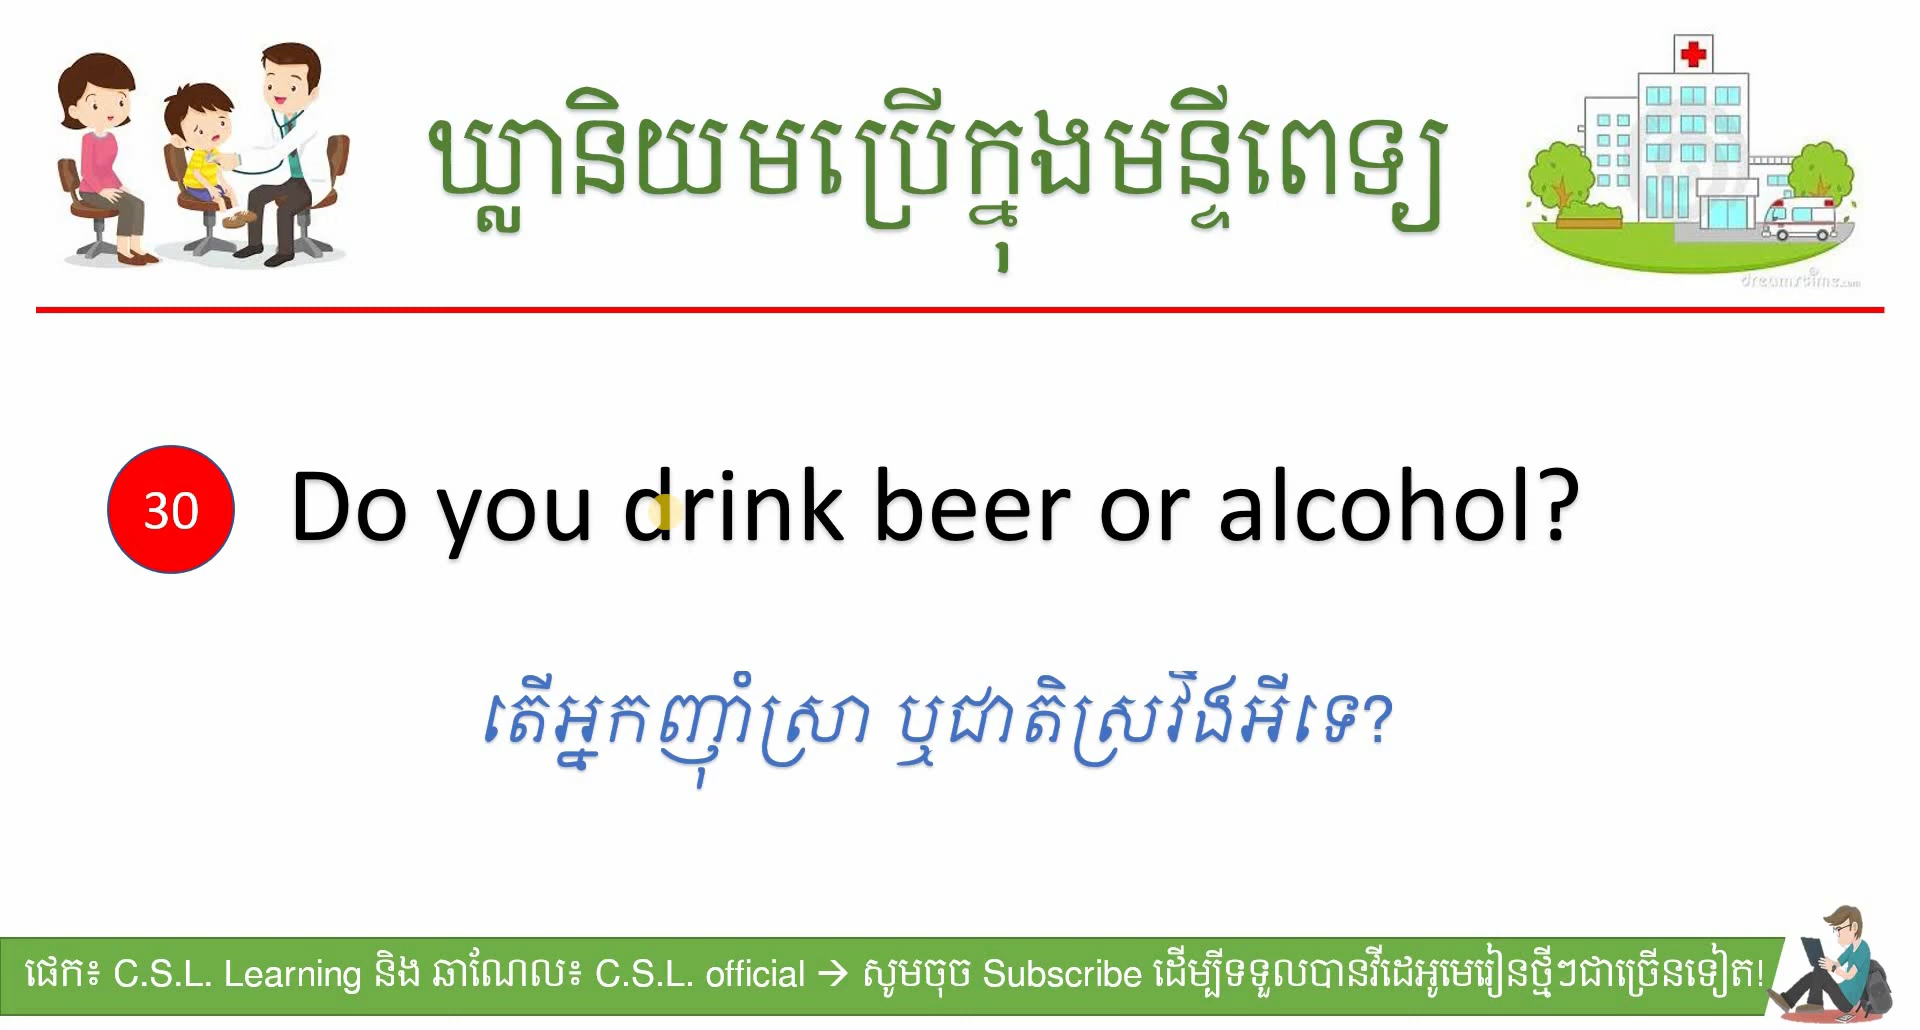 ឃ្លានិយមប្រើក្នុងមន្ទីពេទ្យ
dreamstime.com
30 Do you drink beer or alcohol?
តើអ្នកញ៉ាំស្រា ឬជាតិស្រវឹងអីទេ?
ផេក៖ C.S.L. Learning និង ឆាណែល៖ C.S.L. official → សូមចុច Subscribe ដើម្បីទទួលបានវីដេអូមេរៀនថ្មីៗជាច្រើនទៀត!